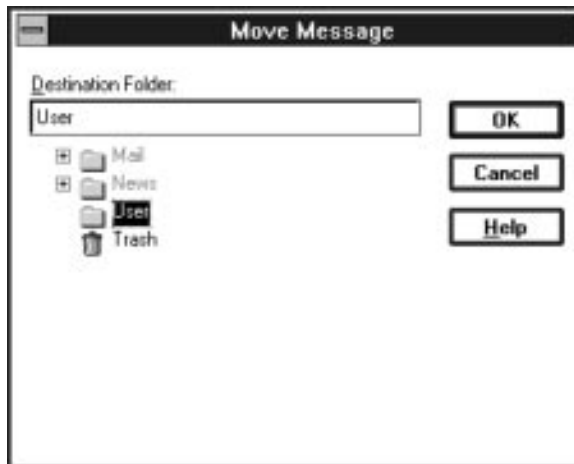 Move Message
Destination Folder:
User
OK
Mail
Cancel
News
User
Help
Trash